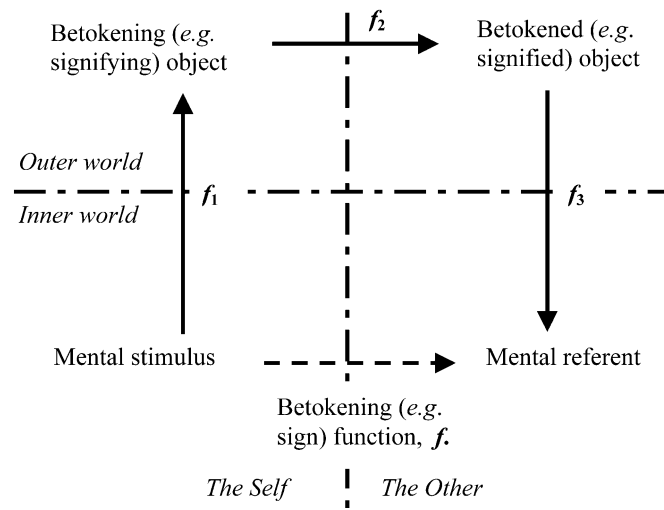 Betokening (e.g.
signifying) object
f2
Betokened (e.g.
signified) object
Outer world
f1
f3
Inner world
Mental stimulus
Mental referent
Betokening (e.g.
sign) function, f.
The Self
The Other